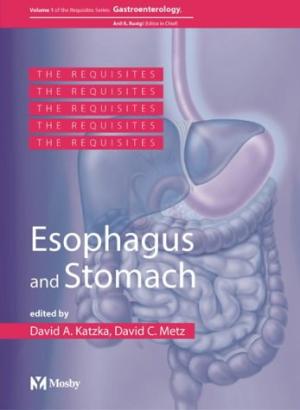 Volume 1 of the Requisites Series: Gastroenterology.
Anil K. Rustgi (Editor in Chief)
THE REQUISITES
THE REQUISITES
THE REQUISITES
THE REQUISITES
THE REQUISITES
Esophagus
and Stomach
edited by
David A. Katzka, David C. Metz
M Mosby